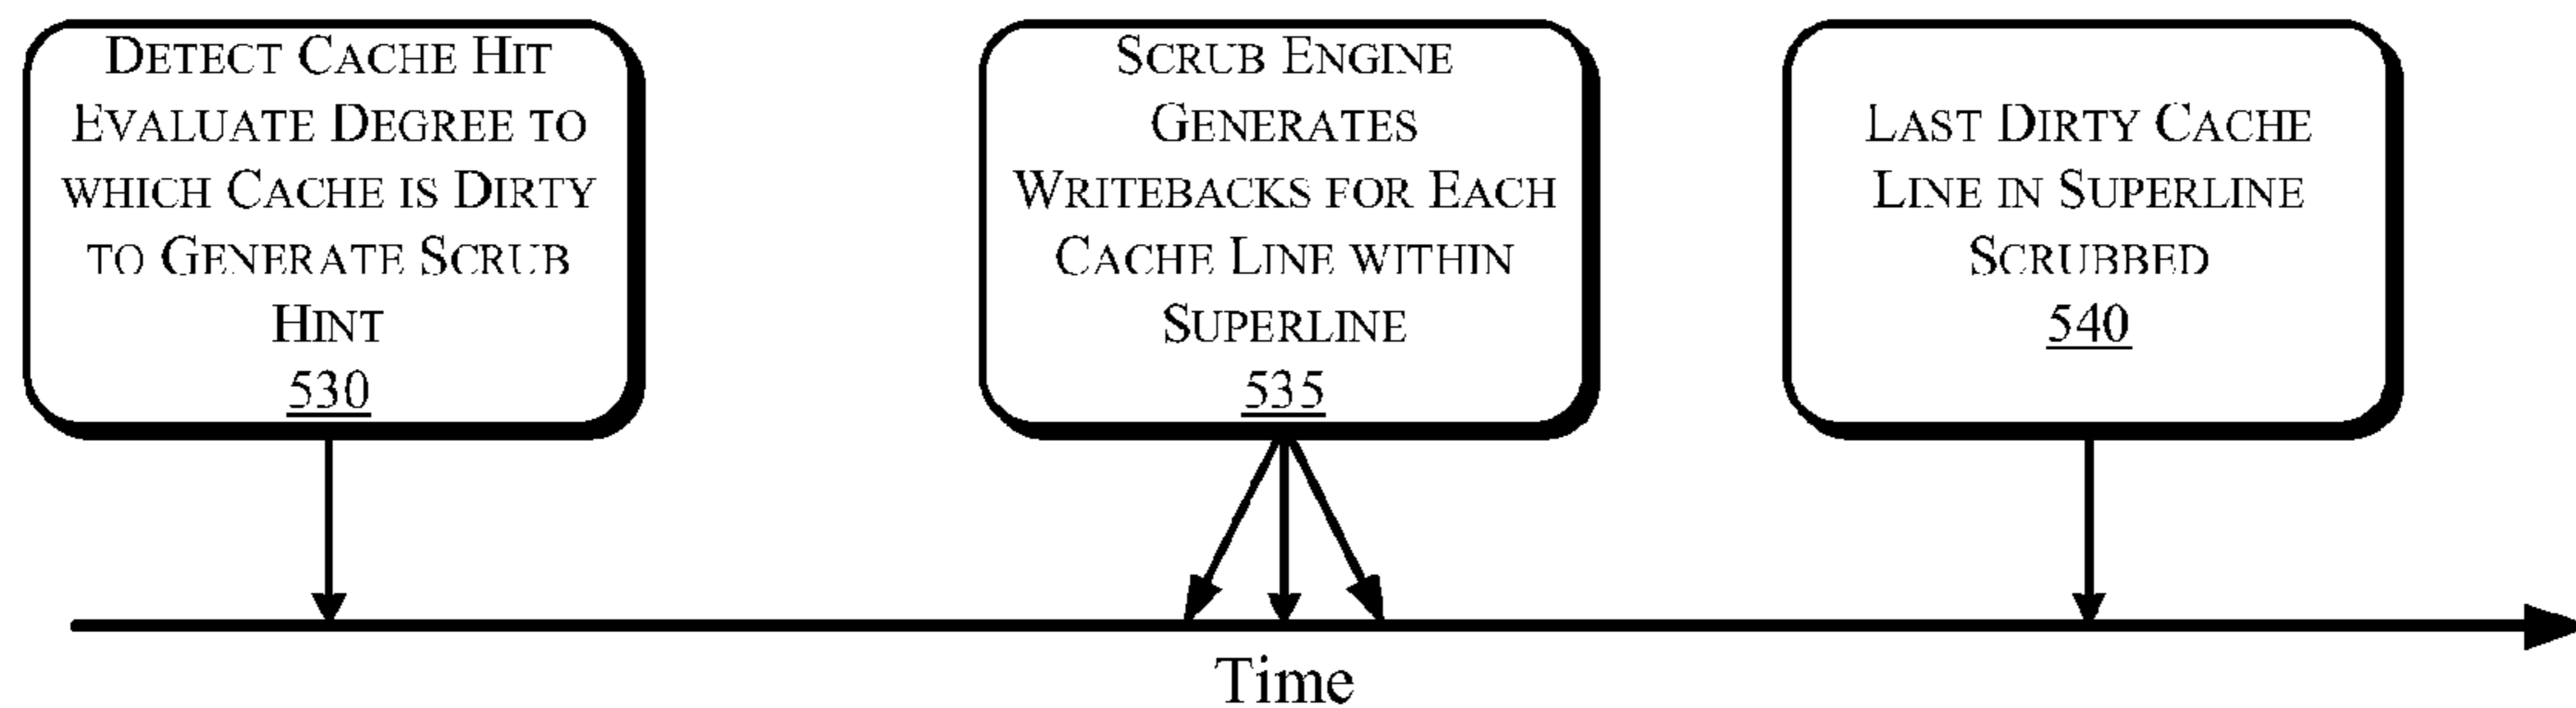 DETECT CACHE HIT
EVALUATE DEGREE TO
WHICH CACHE IS DIRTY
TO GENERATE SCRUB
HINT
530
SCRUB ENGINE
GENERATES
WRITEBACKS FOR EACH
CACHE LINE WITHIN
SUPERLINE
535
LAST DIRTY CACHE
LINE IN SUPERLINE
SCRUBBED
540
Time